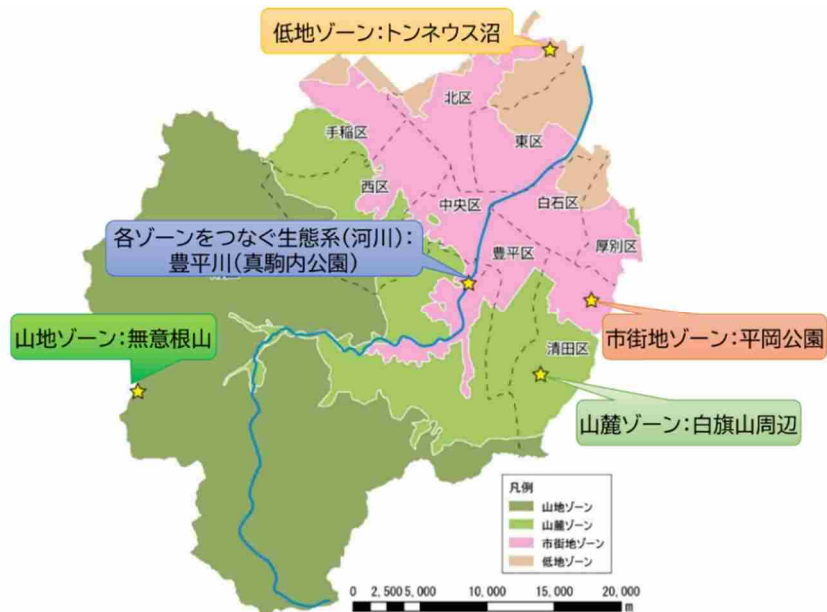 低地ゾーン：トンネウス沼
北区
手稲区
東区
西区
中央区
白石区
各ゾーンをつなぐ生態系(河川)：
豊平川(真駒内公園)
豊平区
厚別区
山地ゾーン：無意根山
市街地ゾーン：平岡公園
清田区
山麓ゾーン：白旗山周辺
凡例
山地ゾーン
山麓ゾーン
市街地ゾーン
低地ゾーン
0 2,500 5,000 10,000 15,000 20,000
m